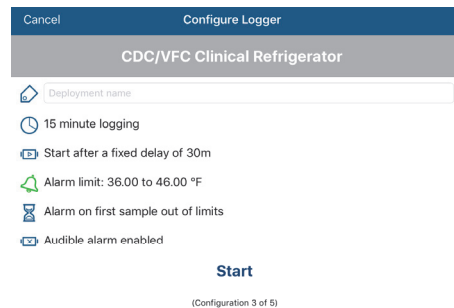 Cancel Configure Logger
CDC/VFC Clinical Refrigerator
Deployment name
15 minute logging
Start after a fixed delay of 30m
Alarm limit: 36.00 to 46.00 °F
Alarm on first sample out of limits
Audible alarm enabled
Start
(Configuration 3 of 5)